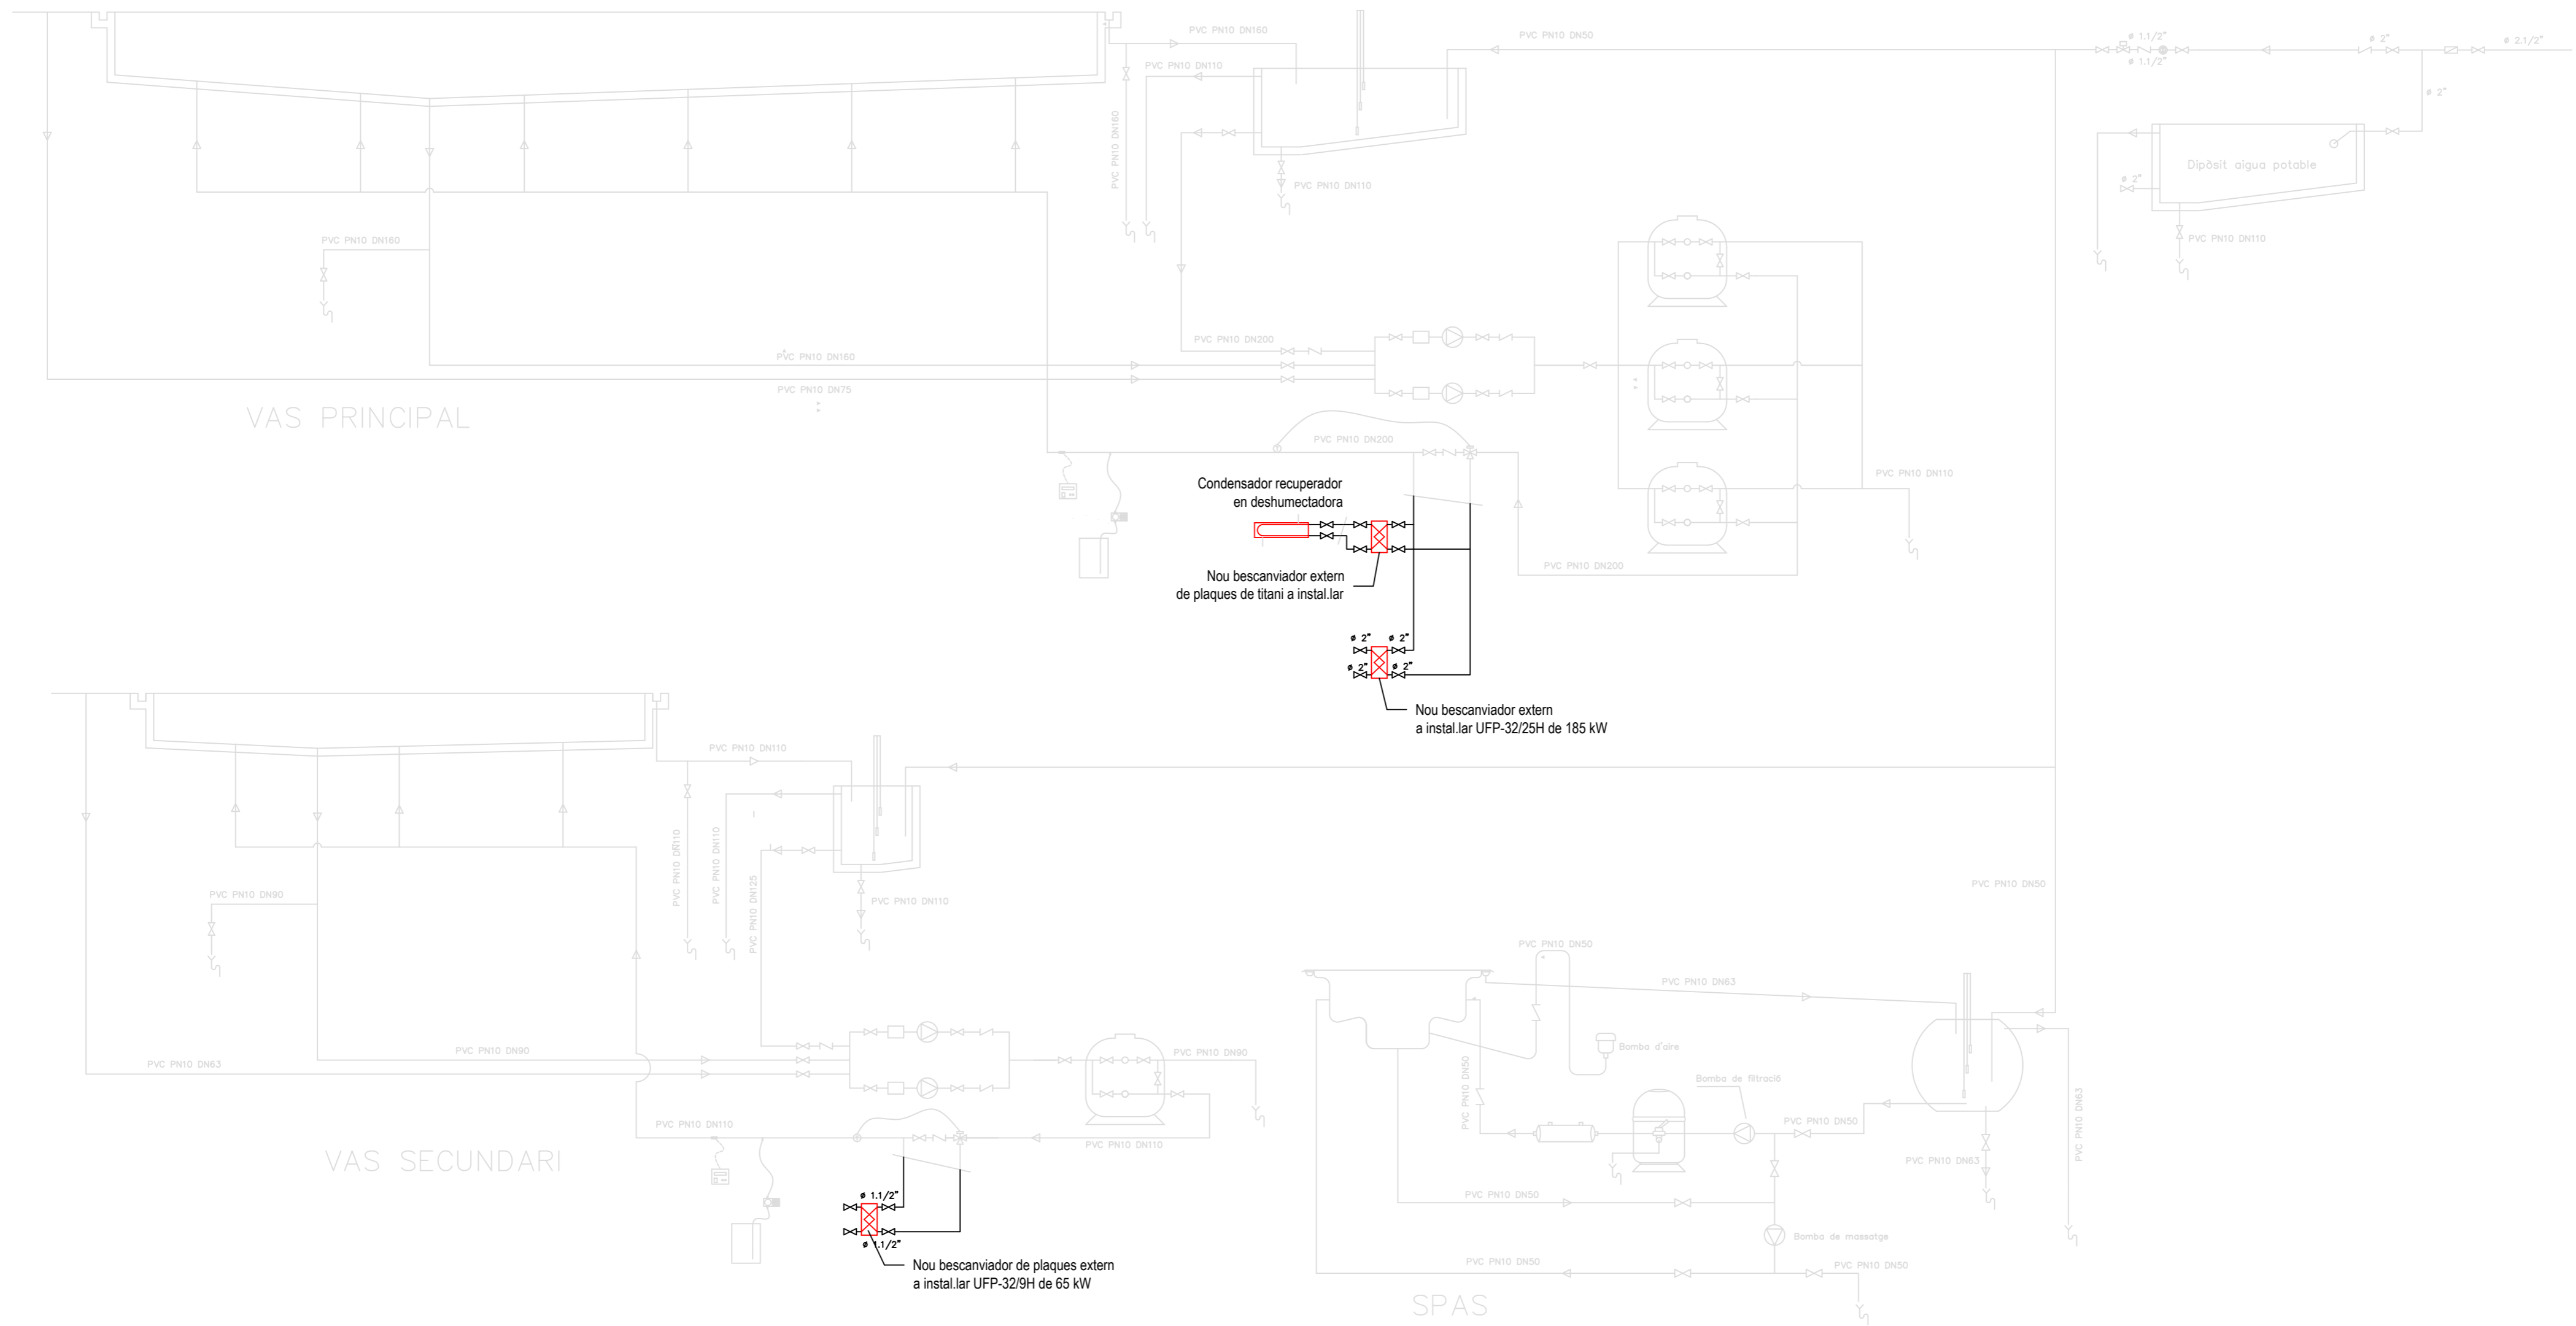 PVC PN10 DN160
PVC PN10 DN50
ø 1.1/2"
ø 1.1/2"
ø 2"
ø 2.1/2"
PVC PN10 DN110
ø 2"
PVC PN10 DN160
Dipòsit aigua potable
ø 2"
PVC PN10 DN110
PVC PN10 DN160
PVC PN10 DN110
PVC PN10 DN200
PVC PN10 DN160
PVC PN10 DN75
VAS PRINCIPAL
PVC PN10 DN200
PVC PN10 DN110
Condensador recuperador
en deshumectadora
PVC PN10 DN200
Nou bescanviador extern
de plaques de titani a instal.lar
ø 2"
ø 2"
ø 2"
ø 2"
Nou bescanviador extern
a instal.lar UFP-32/25H de 185 kW
PVC PN10 DN110
PVC PN10 DN110
PVC PN10 DN110
PVC PN10 DN125
PVC PN10 DN90
PVC PN10 DN110
PVC PN10 DN50
PVC PN10 DN50
PVC PN10 DN63
Bomba d'aire
PVC PN10 DN90
PVC PN10 DN63
PVC PN10 DN90
PVC PN10 DN50
Bomba de filtració
PVC PN10 DN50
PVC PN10 DN63
PVC PN10 DN110
PVC PN10 DN110
PVC PN10 DN63
VAS SECUNDARI
ø 1.1/2"
PVC PN10 DN50
ø 1.1/2"
Bomba de massatge
Nou bescanviador de plaques extern
a instal.lar UFP-32/9H de 65 kW
PVC PN10 DN50
PVC PN10 DN50
SPAS